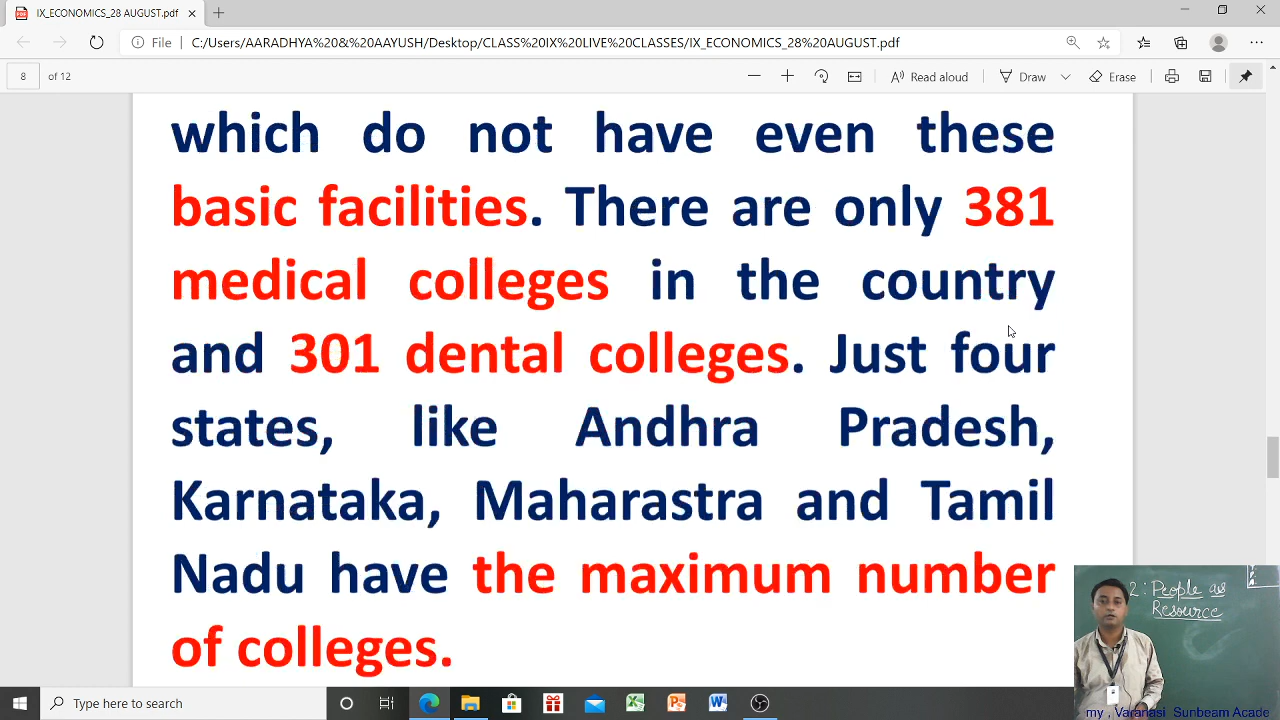 IX_ECONOMICS_28 AUGUST.pdf
File
C:/Users/AARADHYA%20&%20AAYUSH/Desktop/CLASS%20IX%20LIVE%20CLASSES/IX_ECONOMICS_28%20AUGUST.pdf
8 of 12
Read aloud
Draw
Erase
which do not have even these
basic facilities. There are only 381
medical colleges in the country
and 301 dental colleges. Just four
states, like Andhra Pradesh,
Karnataka, Maharastra and Tamil
Nadu have the maximum number
of colleges.
2: People as
Resource
Type here to search
my , Varanasi Sunbeam Acade